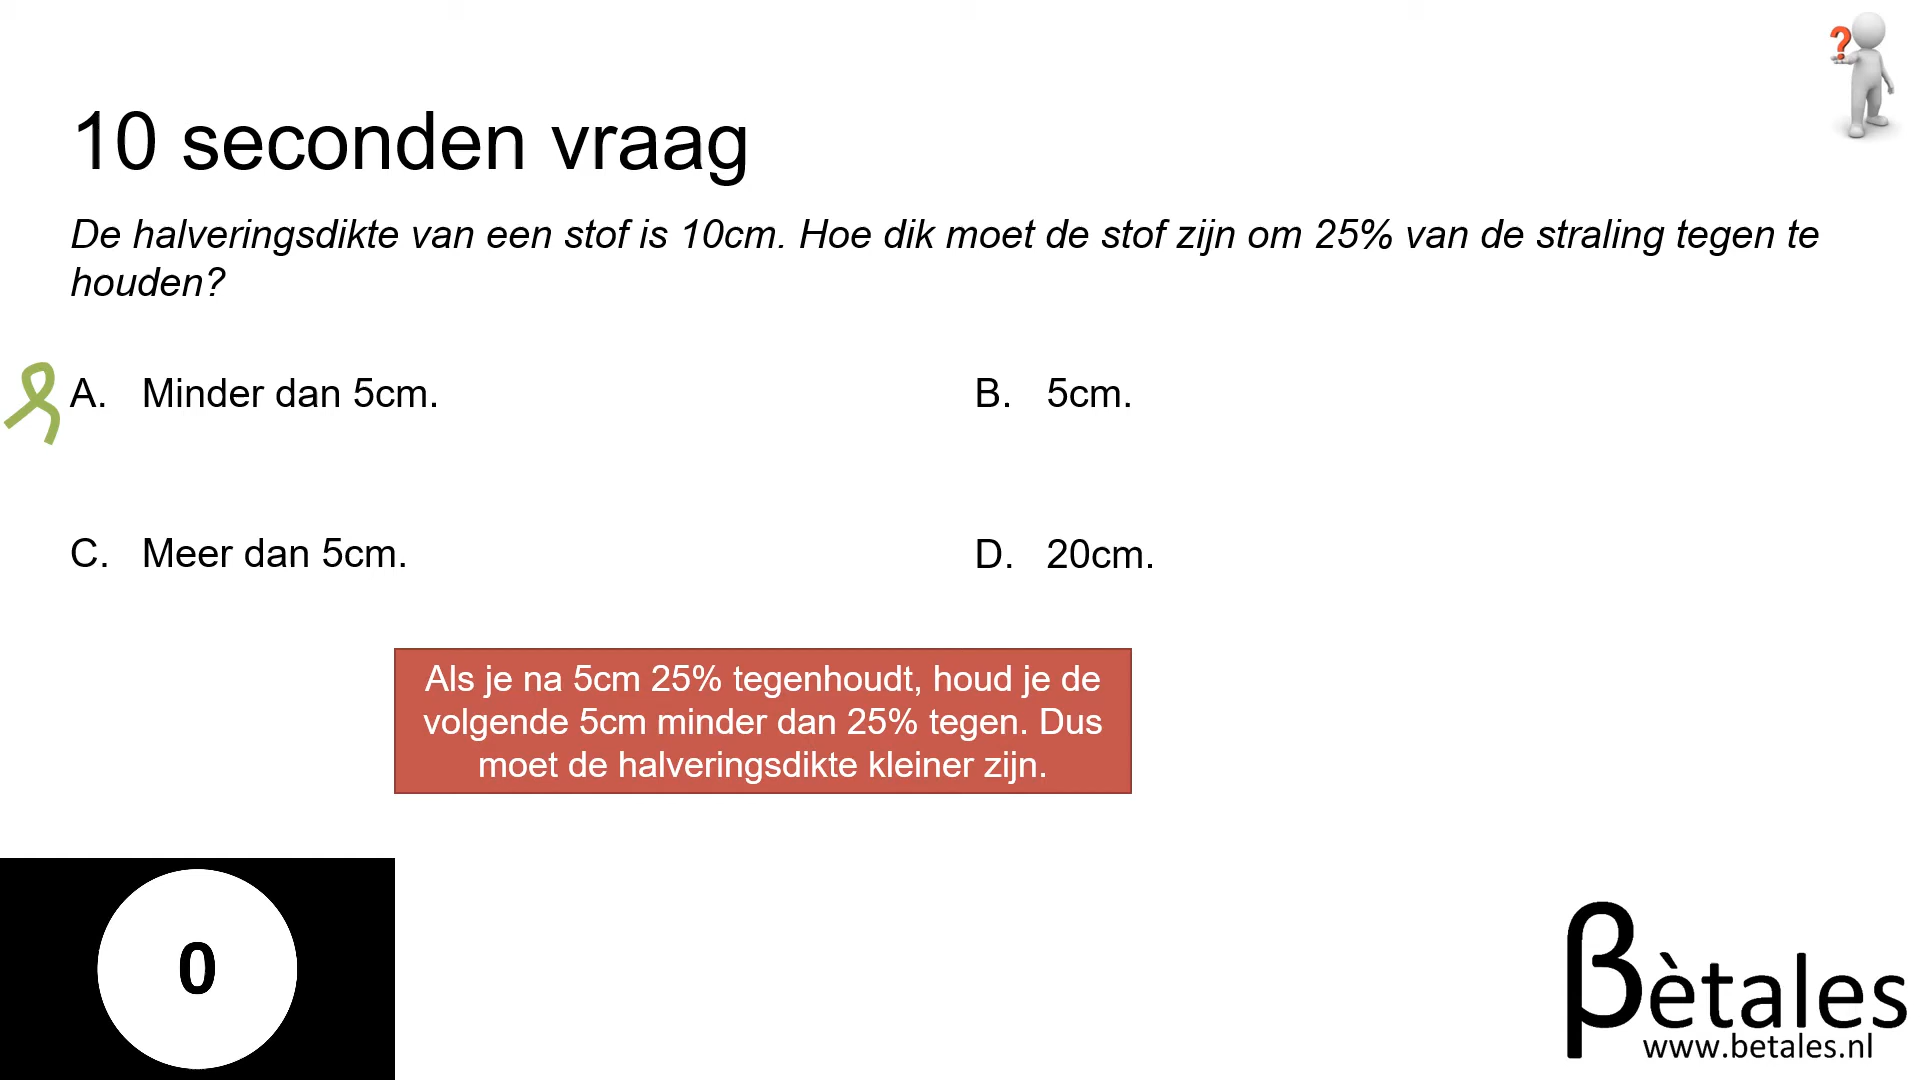 ?
10 seconden vraag
De halveringsdikte van een stof is 10cm. Hoe dik moet de stof zijn om 25% van de straling tegen te
houden?
A. Minder dan 5cm.
B. 5cm.
C. Meer dan 5cm.
D. 20cm.
Als je na 5cm 25% tegenhoudt, houd je de
volgende 5cm minder dan 25% tegen. Dus
moet de halveringsdikte kleiner zijn.
0
βètales
www.betales.nl